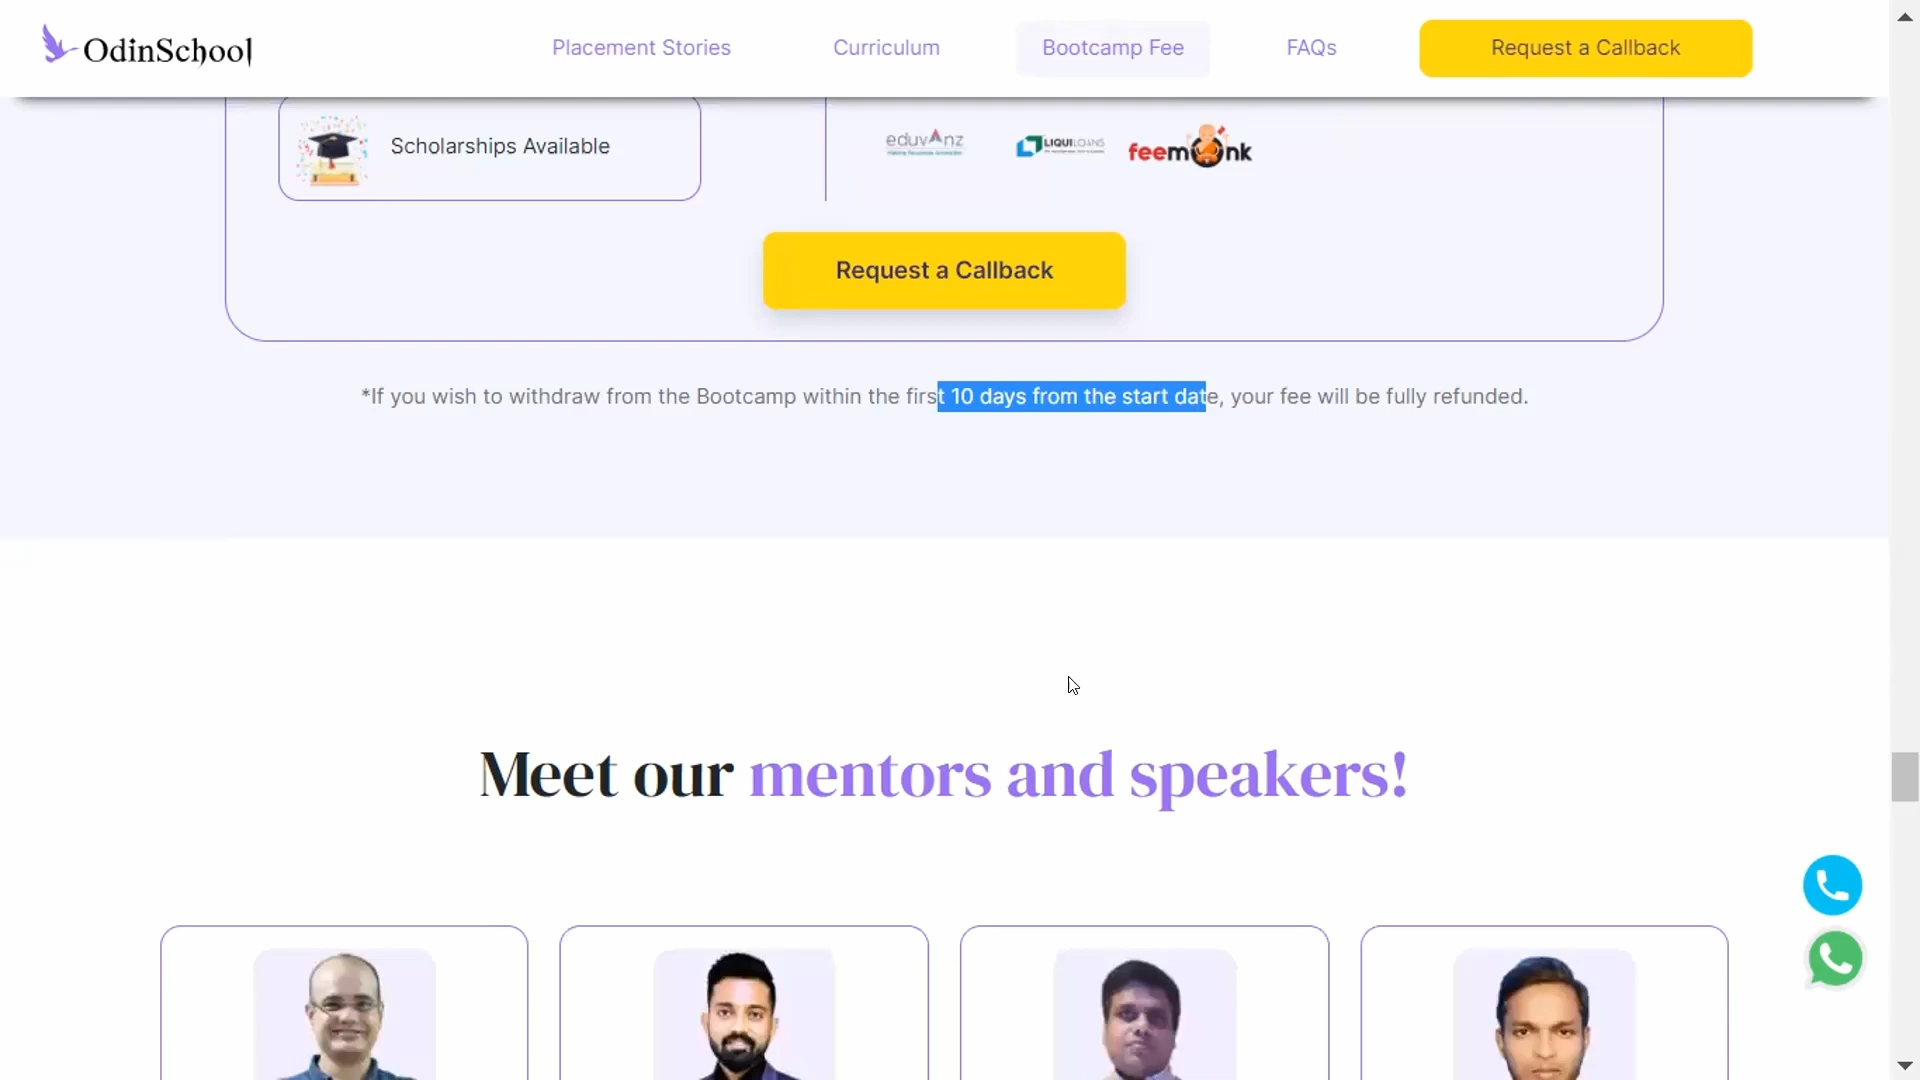 OdinSchool
Placement Stories
Curriculum
Bootcamp Fee
FAQs
Request a Callback
Scholarships Available
eduvAnz
LIQUILOANS
feemonk
Request a Callback
*If you wish to withdraw from the Bootcamp within the first 10 days from the start date, your fee will be fully refunded.
Meet our mentors and speakers!